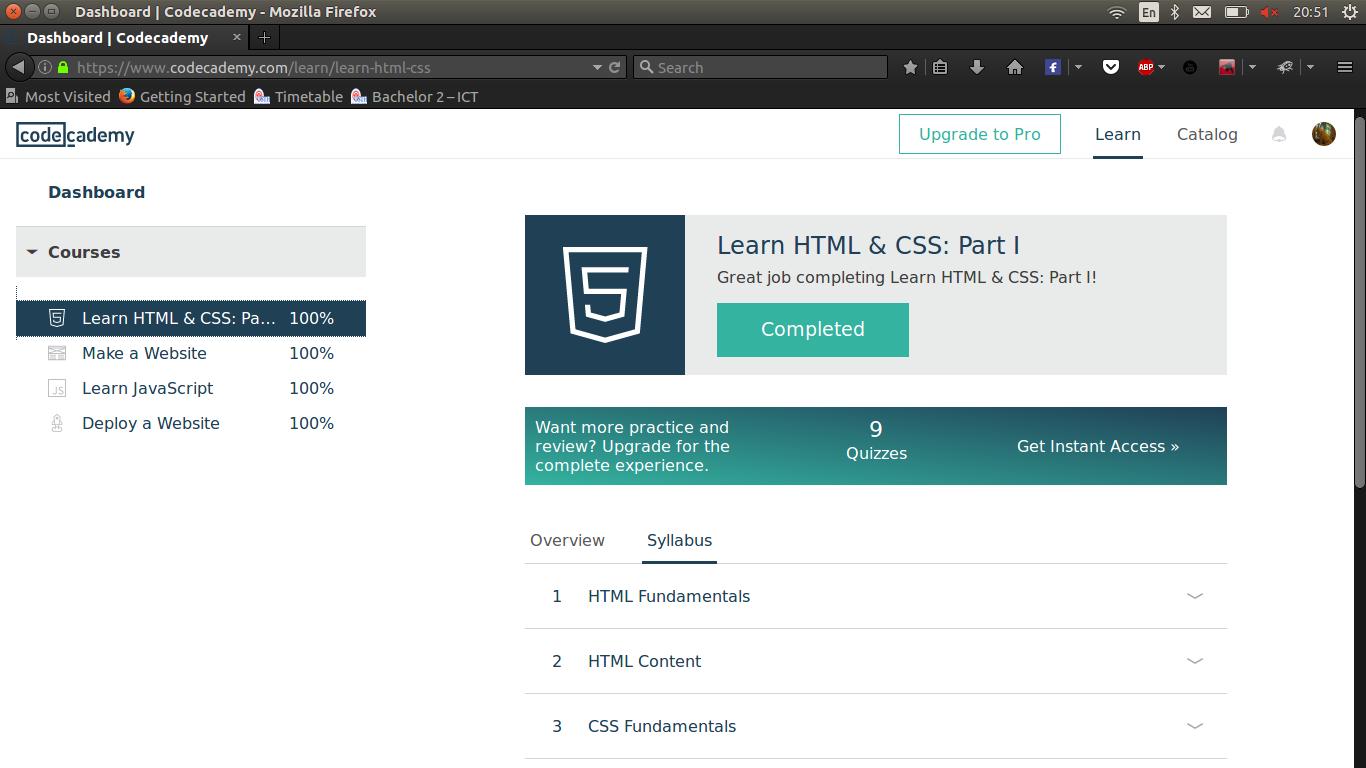 Dashboard | Codecademy - Mozilla Firefox
En
20:51
Dashboard | Codecademy
https://www.codecademy.com/learn/learn-html-css
Search
ABP
Most Visited
Getting Started
Timetable
Bachelor 2 – ICT
codecademy
Upgrade to Pro
Learn
Catalog
Dashboard
Courses
Learn HTML & CSS: Pa... 100%
Make a Website 100%
JS Learn JavaScript 100%
Deploy a Website 100%
Learn HTML & CSS: Part I
Great job completing Learn HTML & CSS: Part I!
Completed
Want more practice and
review? Upgrade for the
complete experience.
9
Quizzes
Get Instant Access »
Overview
Syllabus
1 HTML Fundamentals
2 HTML Content
3 CSS Fundamentals